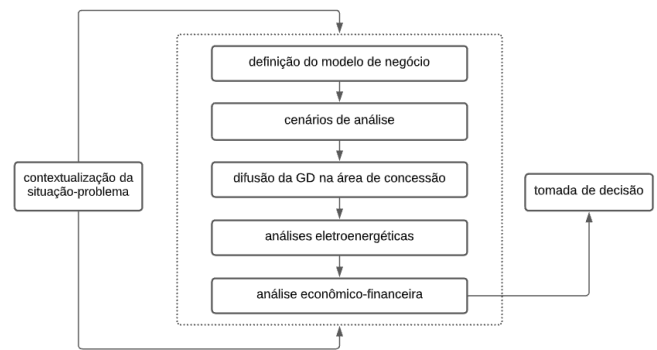 definição do modelo de negócio
cenários de análise
contextualização da
situação-problema
difusão da GD na área de concessão
tomada de decisão
análises eletroenergéticas
análise econômico-financeira